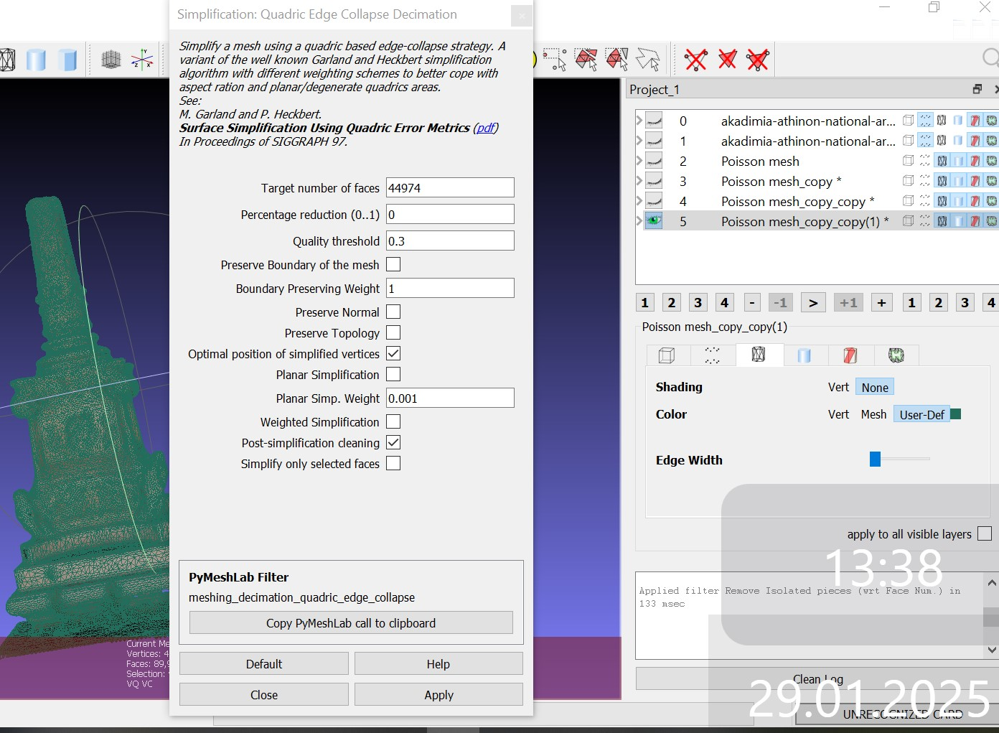 Simplification: Quadric Edge Collapse Decimation
Simplify a mesh using a quadric based edge-collapse strategy. A
variant of the well known Garland and Heckbert simplification
algorithm with different weighting schemes to better cope with
aspect ration and planar/degenerate quadrics areas.
See:
M. Garland and P. Heckbert.
Surface Simplification Using Quadric Error Metrics (pdf)
In Proceedings of SIGGRAPH 97.
Target number of faces 44974
Percentage reduction (0..1) 0
Quality threshold 0.3
Preserve Boundary of the mesh
Boundary Preserving Weight 1
Preserve Normal
Preserve Topology
Optimal position of simplified vertices
Planar Simplification
Planar Simp. Weight 0.001
Weighted Simplification
Post-simplification cleaning
Simplify only selected faces
PyMeshLab Filter
meshing_decimation_quadric_edge_collapse
Copy PyMeshLab call to clipboard
Default Help
Close Apply
Current Me
Vertices: 4
Faces: 89,9
Selection:
VQ VC
Project_1
0 akadimia-athinon-national-ar...
1 akadimia-athinon-national-ar...
2 Poisson mesh
3 Poisson mesh_copy *
4 Poisson mesh_copy_copy *
5 Poisson mesh_copy_copy(1) *
1 2 3 4 - -1 > +1 + 1 2 3 4
Poisson mesh_copy_copy(1)
Shading Vert None
Color Vert Mesh User-Def
Edge Width
apply to all visible layers
13:38
Applied filter Remove Isolated pieces (wrt Face Num.) in
133 msec
Clean Log
29.01.2025
UNRECOGNIZED CARD